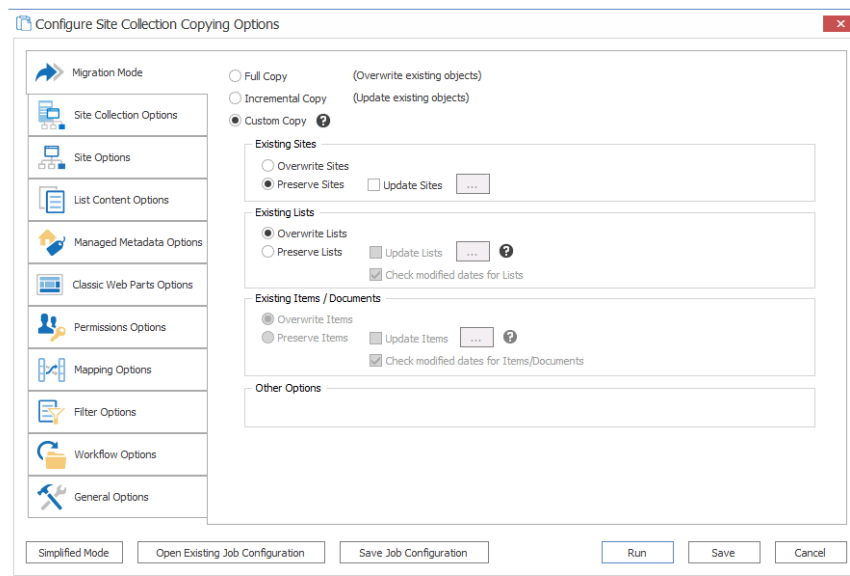 Configure Site Collection Copying Options
Migration Mode
Site Collection Options
Site Options
List Content Options
Managed Metadata Options
Classic Web Parts Options
Permissions Options
Mapping Options
Filter Options
Workflow Options
General Options
Full Copy (Overwrite existing objects)
Incremental Copy (Update existing objects)
Custom Copy ?
Existing Sites
Overwrite Sites
Preserve Sites Update Sites ...
Existing Lists
Overwrite Lists
Preserve Lists Update Lists ... ?
Check modified dates for Lists
Existing Items / Documents
Overwrite Items
Preserve Items Update Items ... ?
Check modified dates for Items/Documents
Other Options
Simplified Mode Open Existing Job Configuration Save Job Configuration Run Save Cancel